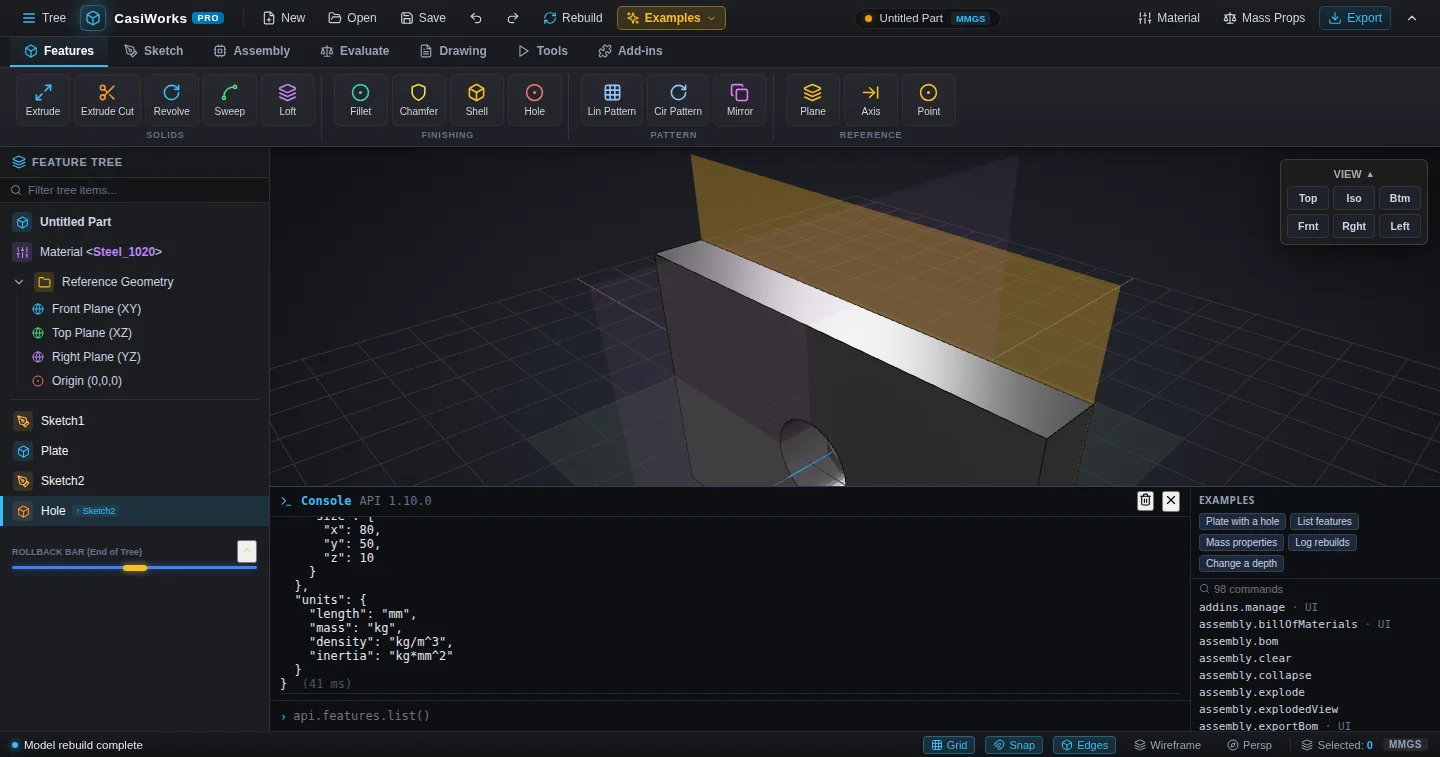 Tree CasiWorks PRO New Open Save Rebuild Examples Untitled Part MMGS Material Mass Props Export
Features Sketch Assembly Evaluate Drawing Tools Add-ins
Extrude Extrude Cut Revolve Sweep Loft Fillet Chamfer Shell Hole Lin Pattern Cir Pattern Mirror Plane Axis Point
SOLIDS FINISHING PATTERN REFERENCE
FEATURE TREE
Filter tree items...
Untitled Part
Material <Steel_1020>
Reference Geometry
Front Plane (XY)
Top Plane (XZ)
Right Plane (YZ)
Origin (0,0,0)
Sketch1
Plate
Sketch2
Hole ↑ Sketch2
ROLLBACK BAR (End of Tree)
VIEW ▲
Top Iso Btm
Frnt Rght Left
Console API 1.10.0
"size": {
"x": 80,
"y": 50,
"z": 10
}
},
"units": {
"length": "mm",
"mass": "kg",
"density": "kg/m^3",
"inertia": "kg*mm^2"
}
} (41 ms)
› api.features.list()
EXAMPLES
Plate with a hole List features
Mass properties Log rebuilds
Change a depth
98 commands
addins.manage · UI
assembly.billOfMaterials · UI
assembly.bom
assembly.clear
assembly.collapse
assembly.explode
assembly.explodedView
assembly.exportBom · UI
Model rebuild complete Grid Snap Edges Wireframe Persp Selected: 0 MMGS